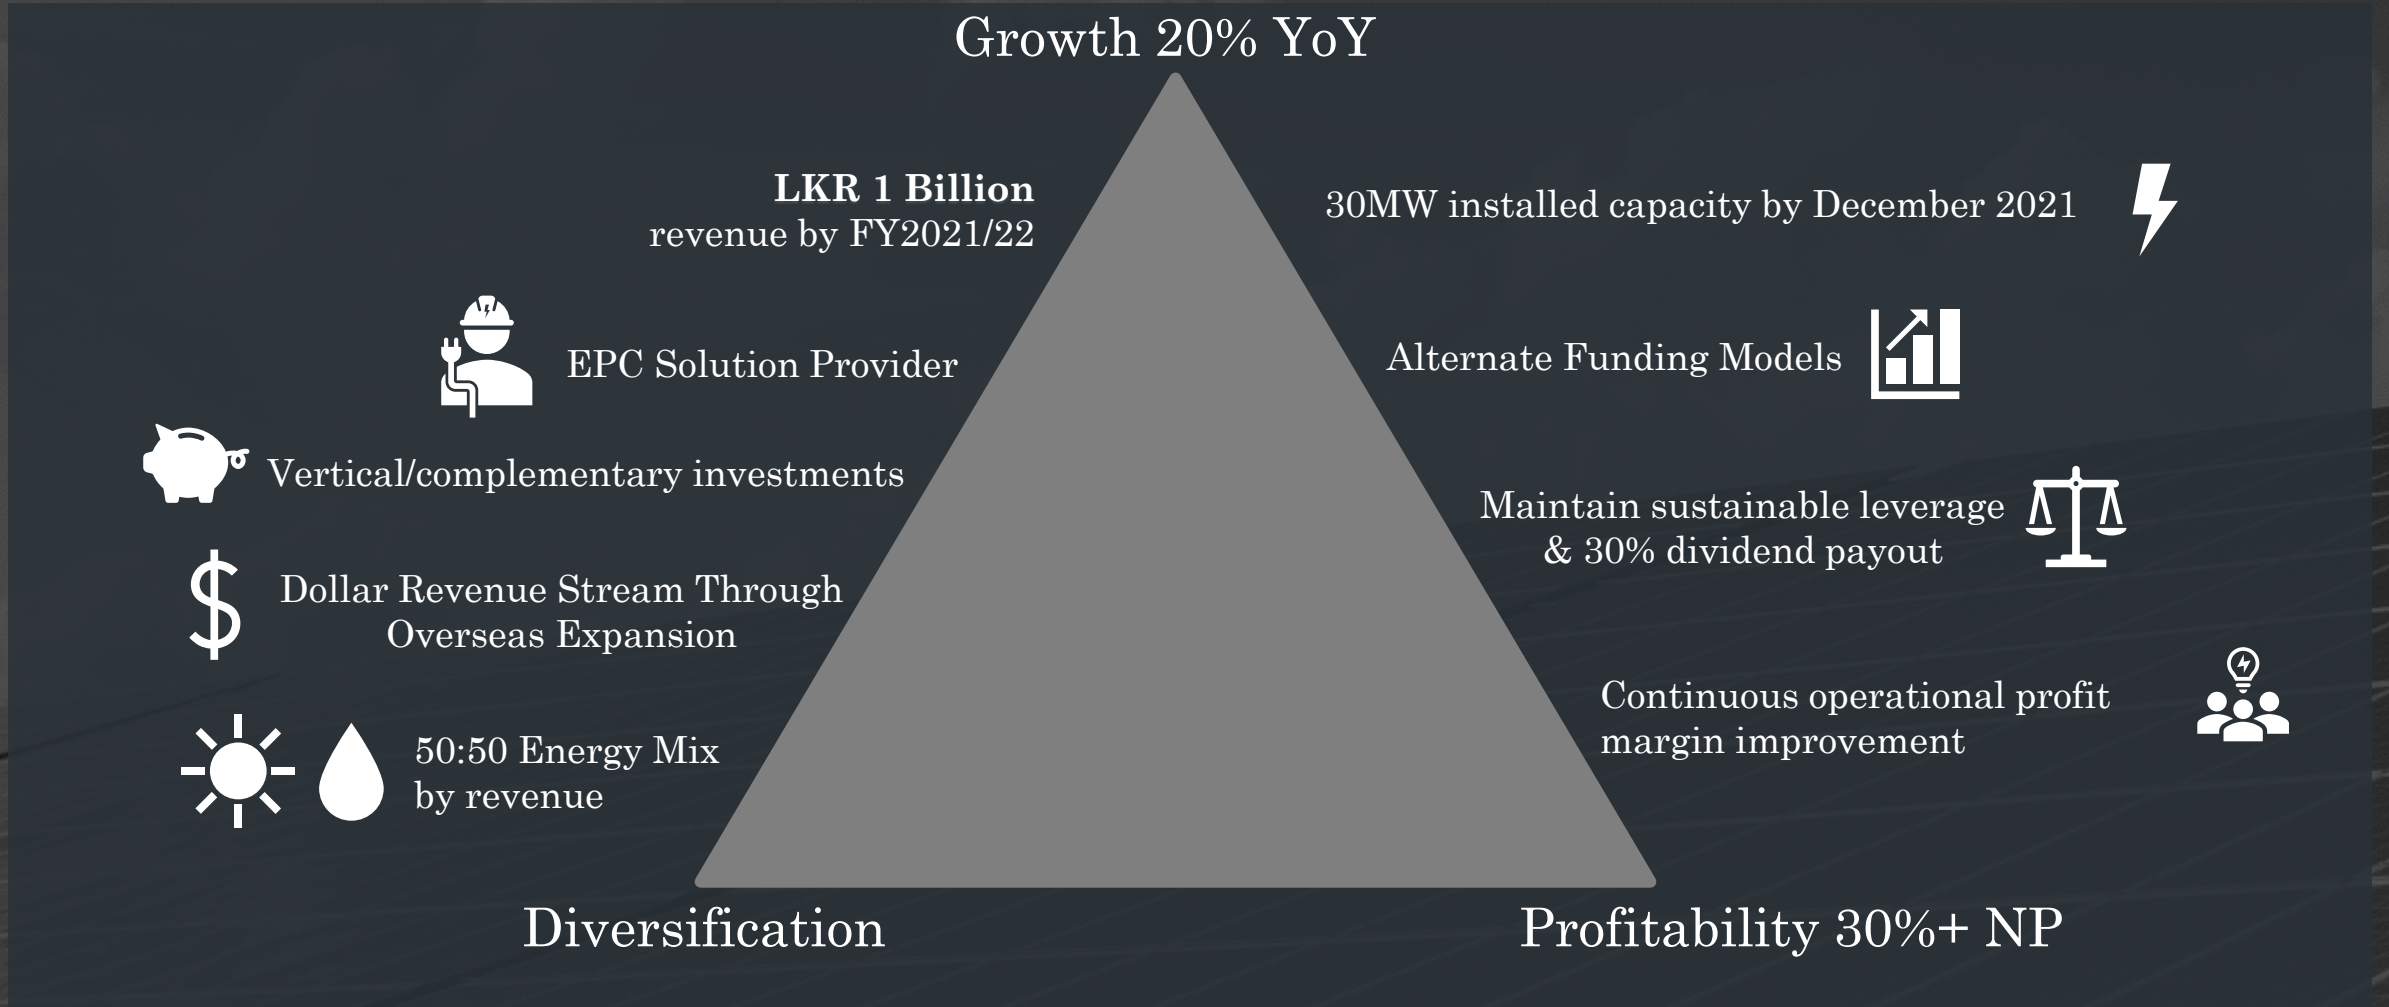 Growth 20% YoY
LKR 1 Billion
revenue by FY2021/22
EPC Solution Provider
Vertical/complementary investments
Dollar Revenue Stream Through
Overseas Expansion
50:50 Energy Mix
by revenue
30MW installed capacity by December 2021
Alternate Funding Models
Maintain sustainable leverage
& 30% dividend payout
Continuous operational profit
margin improvement
Diversification
Profitability 30%+ NP